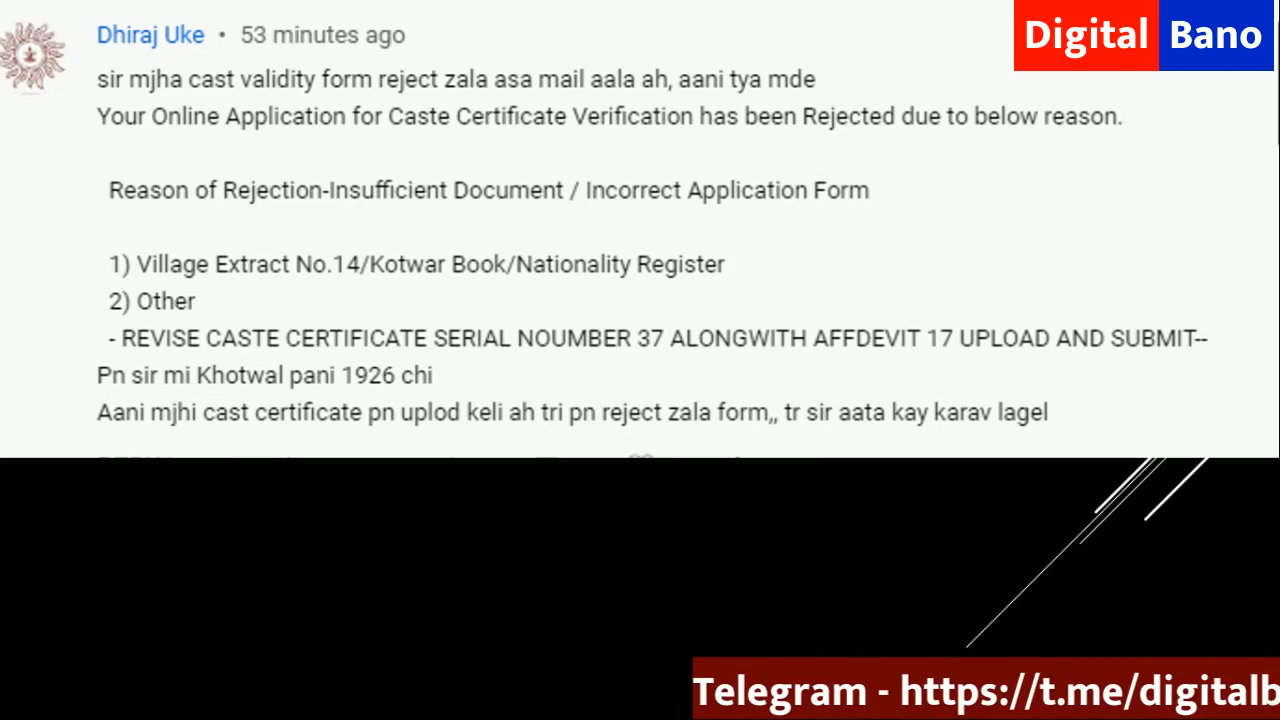 Digital Bano
Dhiraj Uke • 53 minutes ago
sir mjha cast validity form reject zala asa mail aala ah, aani tya mde
Your Online Application for Caste Certificate Verification has been Rejected due to below reason.
Reason of Rejection-Insufficient Document / Incorrect Application Form
1) Village Extract No.14/Kotwar Book/Nationality Register
2) Other
- REVISE CASTE CERTIFICATE SERIAL NOUMBER 37 ALONGWITH AFFDEVIT 17 UPLOAD AND SUBMIT--
Pn sir mi Khotwal pani 1926 chi
Aani mjhi cast certificate pn uplod keli ah tri pn reject zala form,, tr sir aata kay karav lagel
Telegram - https://t.me/digitalb